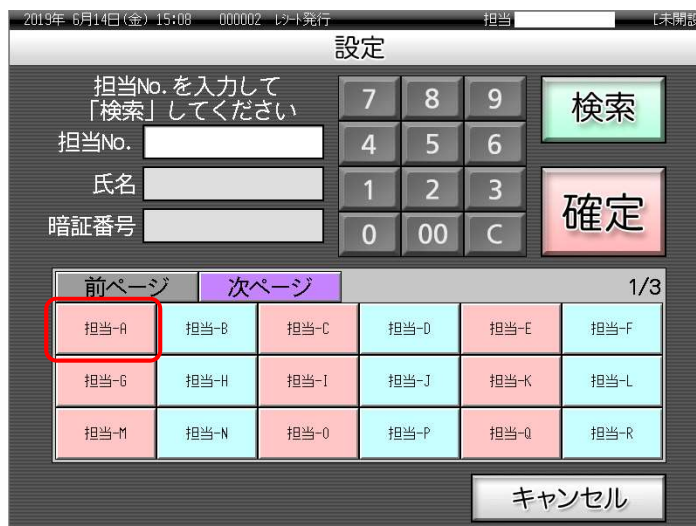 2019年 6月14日(金) 15:08 000002 レシート発行 担当 [未開設
設定
担当No.を入力して
「検索」してください
担当No.
氏名
暗証番号
7 8 9
4 5 6
1 2 3
0 00 C
検索
確定
前ページ 次ページ 1/3
担当-A 担当-B 担当-C 担当-D 担当-E 担当-F
担当-G 担当-H 担当-I 担当-J 担当-K 担当-L
担当-M 担当-N 担当-O 担当-P 担当-Q 担当-R
キャンセル